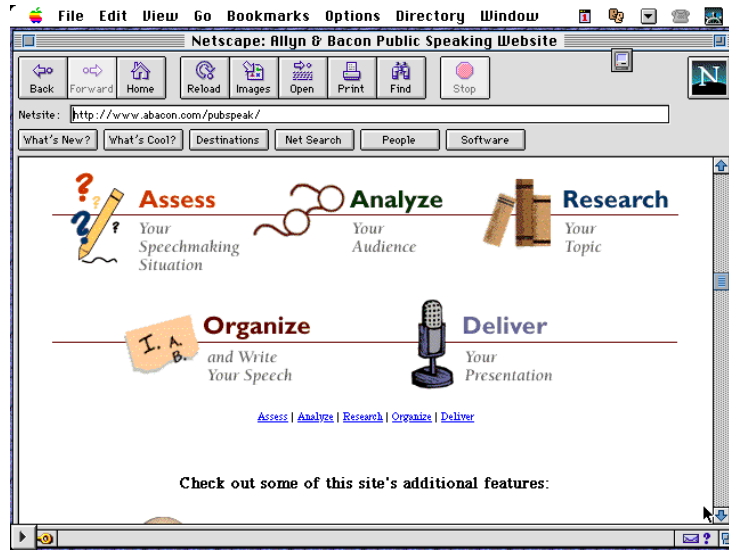 File Edit View Go Bookmarks Options Directory Window
Netscape: Allyn & Bacon Public Speaking Website
Back Forward Home Reload Images Open Print Find Stop
N
Netsite: http://www.abacon.com/pubspeak/
What's New? What's Cool? Destinations Net Search People Software
Assess
Your
Speechmaking
Situation
Analyze
Your
Audience
Research
Your
Topic
I. A.
B.
Organize
and Write
Your Speech
Deliver
Your
Presentation
Assess | Analyze | Research | Organize | Deliver
Check out some of this site's additional features: